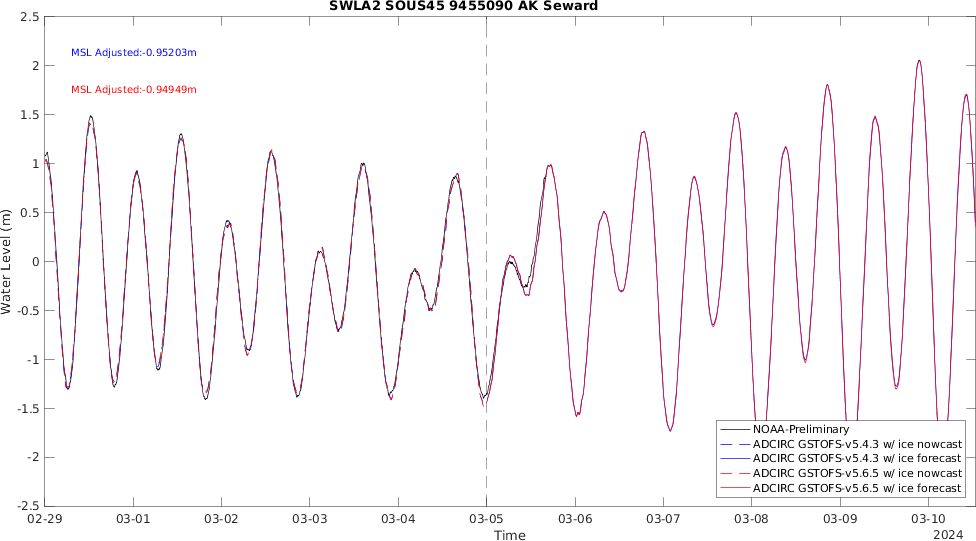 SWLA2 SOUS45 9455090 AK Seward
2.5
MSL Adjusted:-0.95203m
2
MSL Adjusted:-0.94949m
1.5
1
0.5
0
-0.5
-1
-1.5
-2
-2.5
Water Level (m)
NOAA-Preliminary
ADCIRC GSTOFS-v5.4.3 w/ ice nowcast
ADCIRC GSTOFS-v5.4.3 w/ ice forecast
ADCIRC GSTOFS-v5.6.5 w/ ice nowcast
ADCIRC GSTOFS-v5.6.5 w/ ice forecast
02-29 03-01 03-02 03-03 03-04 03-05 03-06 03-07 03-08 03-09 03-10
Time
2024